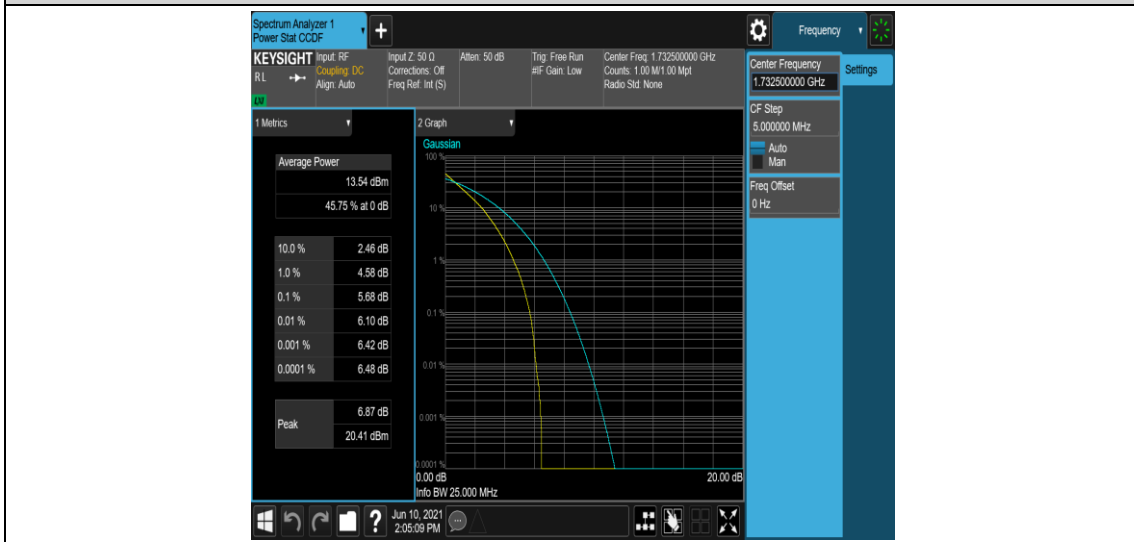 Spectrum Analyzer 1
Power Stat CCDF
+
Frequency
KEYSIGHT
RL
Input: RF
Coupling: DC
Align: Auto
Input Z: 50 Ω
Corrections: Off
Freq Ref: Int (S)
Atten: 50 dB
Trig: Free Run
#IF Gain: Low
Center Freq: 1.732500000 GHz
Counts: 1.00 M/1.00 Mpt
Radio Std: None
Center Frequency
1.732500000 GHz
Settings
CF Step
5.000000 MHz
Auto
Man
Freq Offset
0 Hz
1 Metrics
Average Power
13.54 dBm
45.75 % at 0 dB
10.0 % 2.46 dB
1.0 % 4.58 dB
0.1 % 5.68 dB
0.01 % 6.10 dB
0.001 % 6.42 dB
0.0001 % 6.48 dB
Peak
6.87 dB
20.41 dBm
2 Graph
Gaussian
100 %
10 %
1 %
0.1 %
0.01 %
0.001 %
0.0001 %
0.00 dB
20.00 dB
Info BW 25.000 MHz
?
Jun 10, 2021
2:05:09 PM